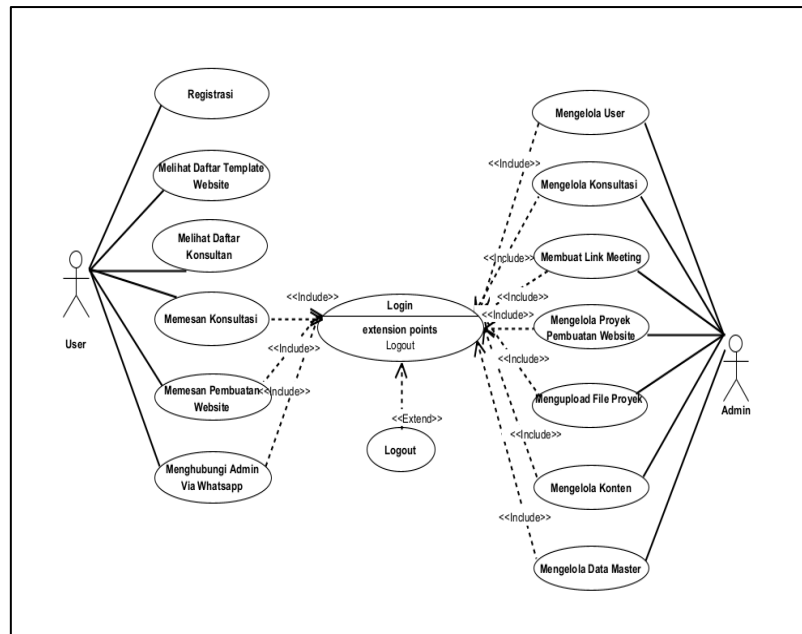 Registrasi
Melihat Daftar Template
Website
Melihat Daftar
Konsultan
User
Memesan Konsultasi
Memesan Pembuatan
Website
Menghubungi Admin
Via Whatsapp
<<Include>>
<<Include>>
<<Include>>
Login
extension points
Logout
<<Extend>>
Logout
Mengelola User
<<Include>>
Mengelola Konsultasi
Membuat Link Meeting
<<Include>>
<<Include>>
<<Include>>
Mengelola Proyek
Pembuatan Website
<<Include>>
Mengupload File Proyek
Admin
<<Include>>
Mengelola Konten
<<Include>>
Mengelola Data Master